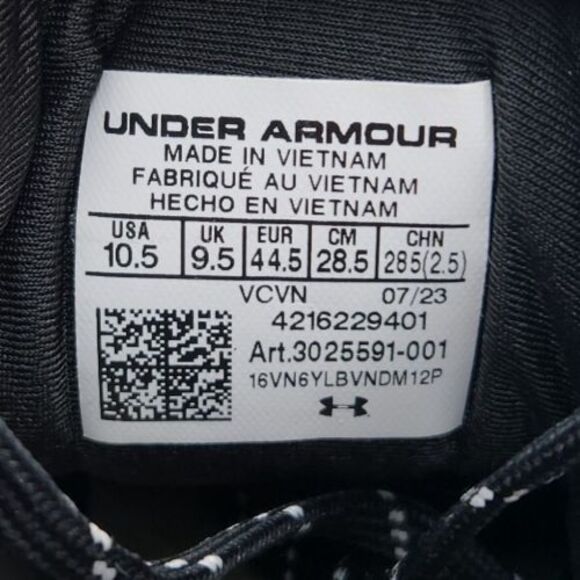 UNDER ARMOUR
MADE IN VIETNAM
FABRIQUÉ AU VIETNAM
HECHO EN VIETNAM
USA UK EUR CM CHN
10.5 9.5 44.5 28.5 285(2.5)
VCVN 07/23
4216229401
Art.3025591-001
16VN6YLBVNDM12P